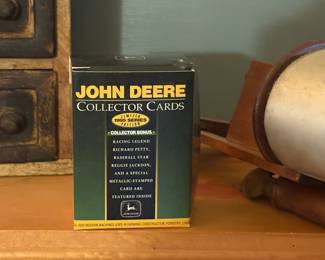 JOHN DEERE
COLLECTOR CARDS
LIMITED
1995 SERIES
EDITION
COLLECTOR BONUS
RACING LEGEND
RICHARD PETTY,
BASEBALL STAR
REGGIE JACKSON,
AND A SPECIAL
METALLIC-STAMPED
CARD ARE
FEATURED INSIDE